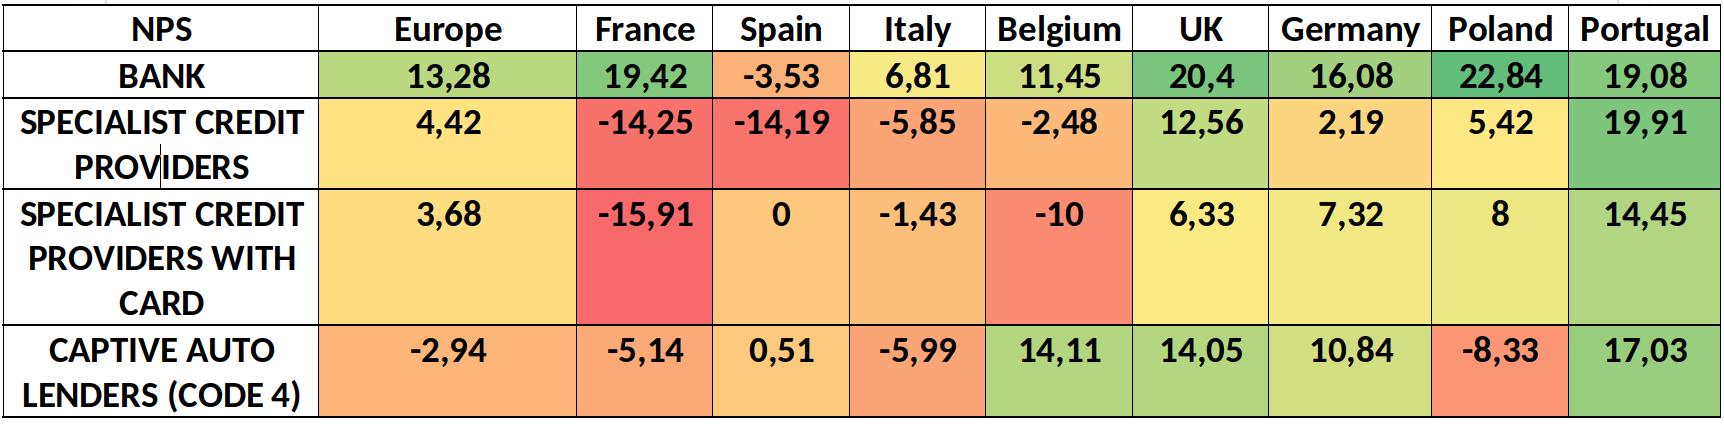 NPS Europe France Spain Italy Belgium UK Germany Poland Portugal
BANK 13,28 19,42 -3,53 6,81 11,45 20,4 16,08 22,84 19,08
SPECIALIST CREDIT 4,42 -14,25 -14,19 -5,85 -2,48 12,56 2,19 5,42 19,91
PROVIDERS
SPECIALIST CREDIT 3,68 -15,91 0 -1,43 -10 6,33 7,32 8 14,45
PROVIDERS WITH
CARD
CAPTIVE AUTO -2,94 -5,14 0,51 -5,99 14,11 14,05 10,84 -8,33 17,03
LENDERS (CODE 4)